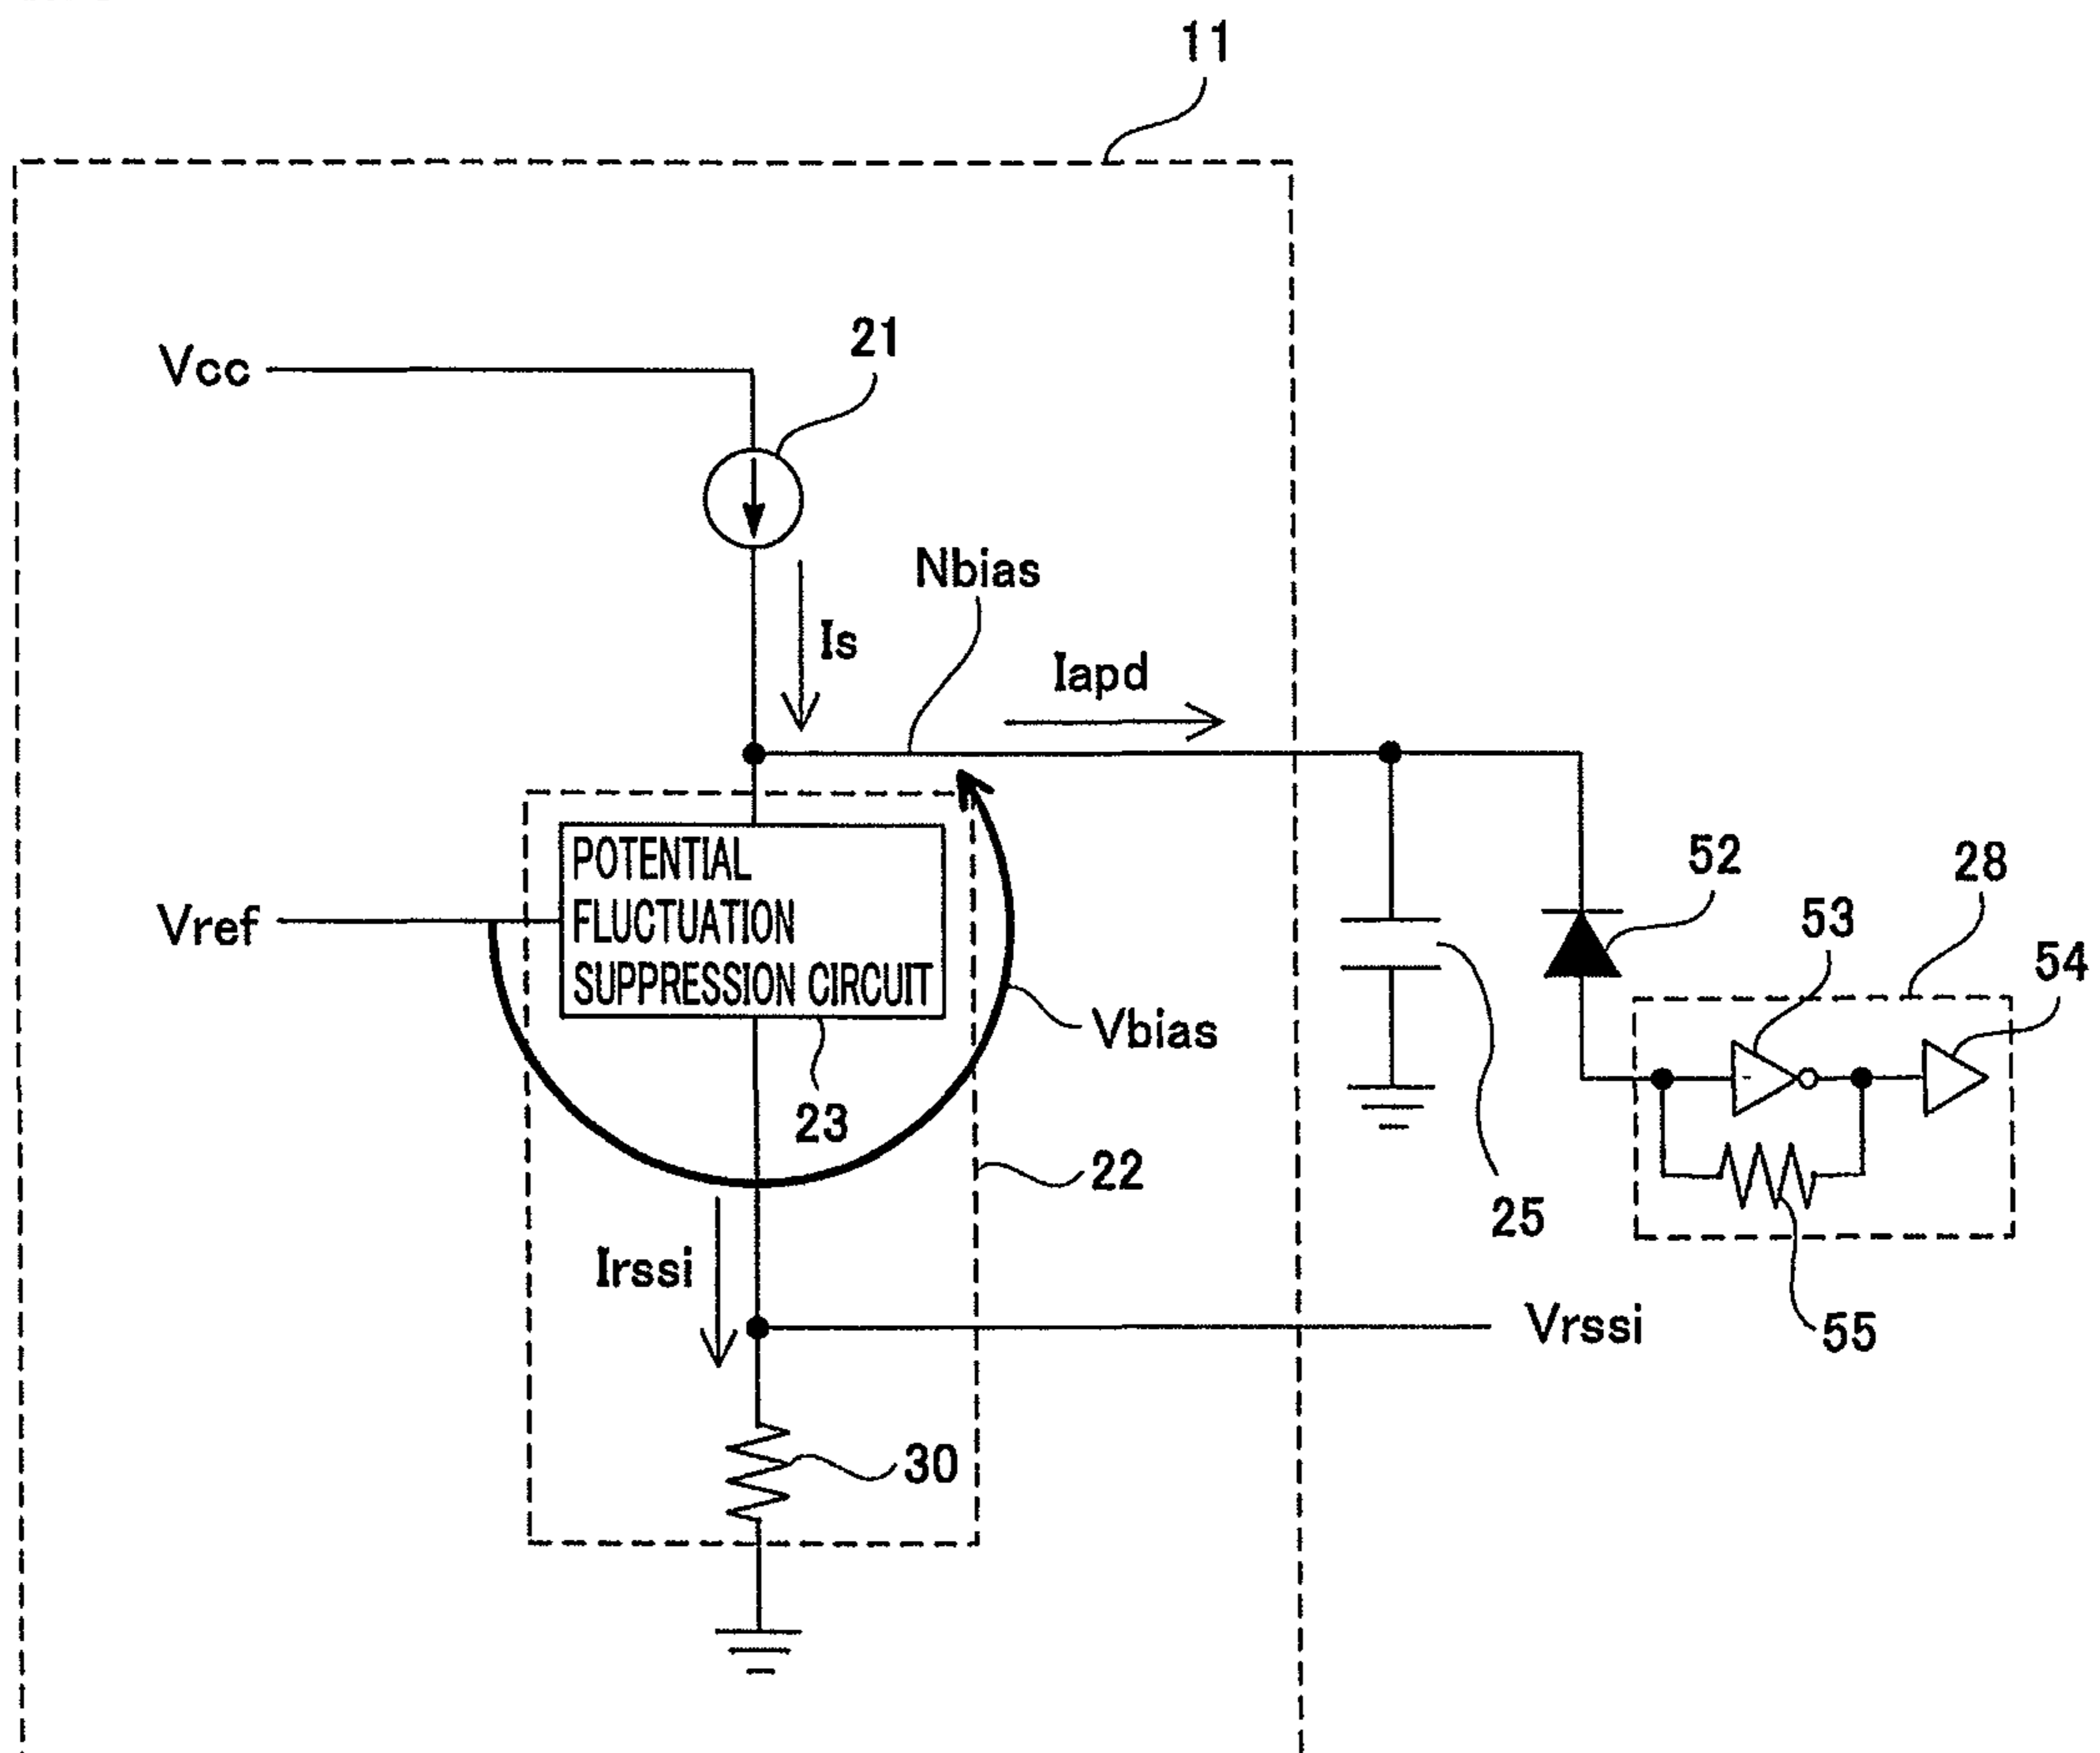 11
Vcc
21
Nbias
Is
Iapd
POTENTIAL
FLUCTUATION
SUPPRESSION CIRCUIT
Vref
52
28
53
54
Vbias
23
22
25
Irssi
Vrssi
55
30